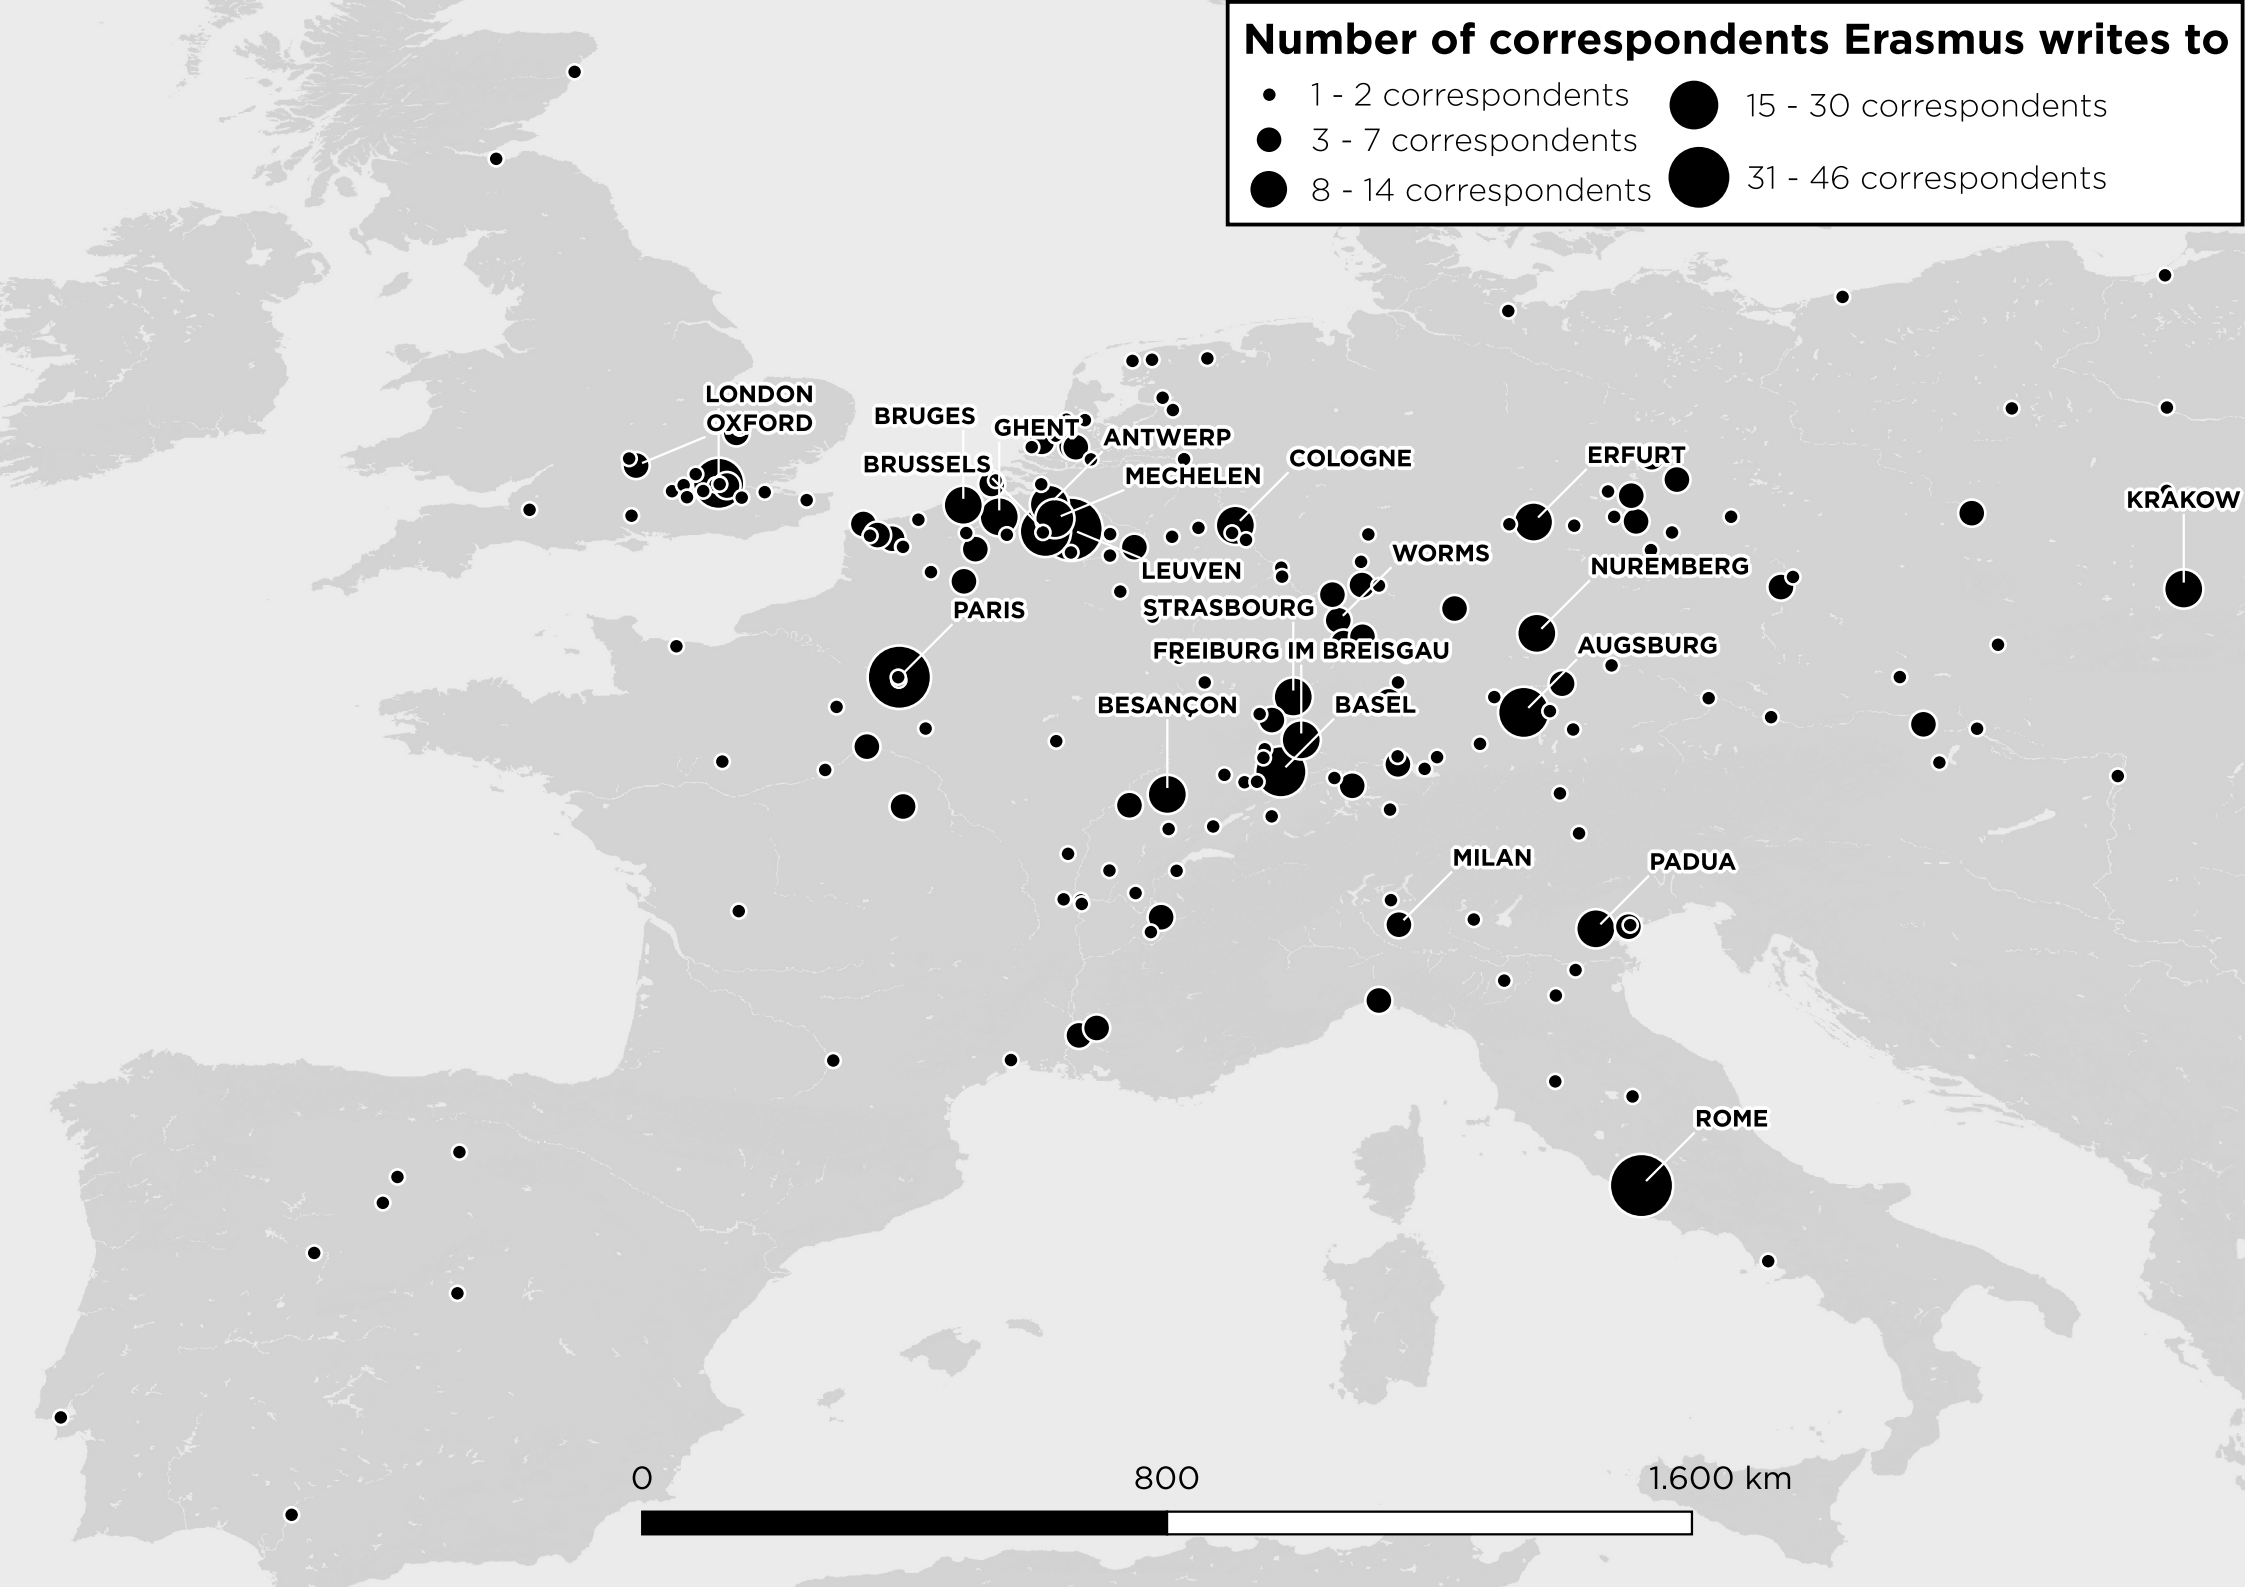 Number of correspondents Erasmus writes to
1 - 2 correspondents
3 - 7 correspondents
8 - 14 correspondents
15 - 30 correspondents
31 - 46 correspondents
LONDON
OXFORD
BRUGES
GHENT
ANTWERP
BRUSSELS
MECHELEN
COLOGNE
ERFURT
KRAKOW
WORMS
LEUVEN
NUREMBERG
PARIS
STRASBOURG
FREIBURG IM BREISGAU
AUGSBURG
BESANÇON
BASEL
MILAN
PADUA
ROME
0 800 1.600 km